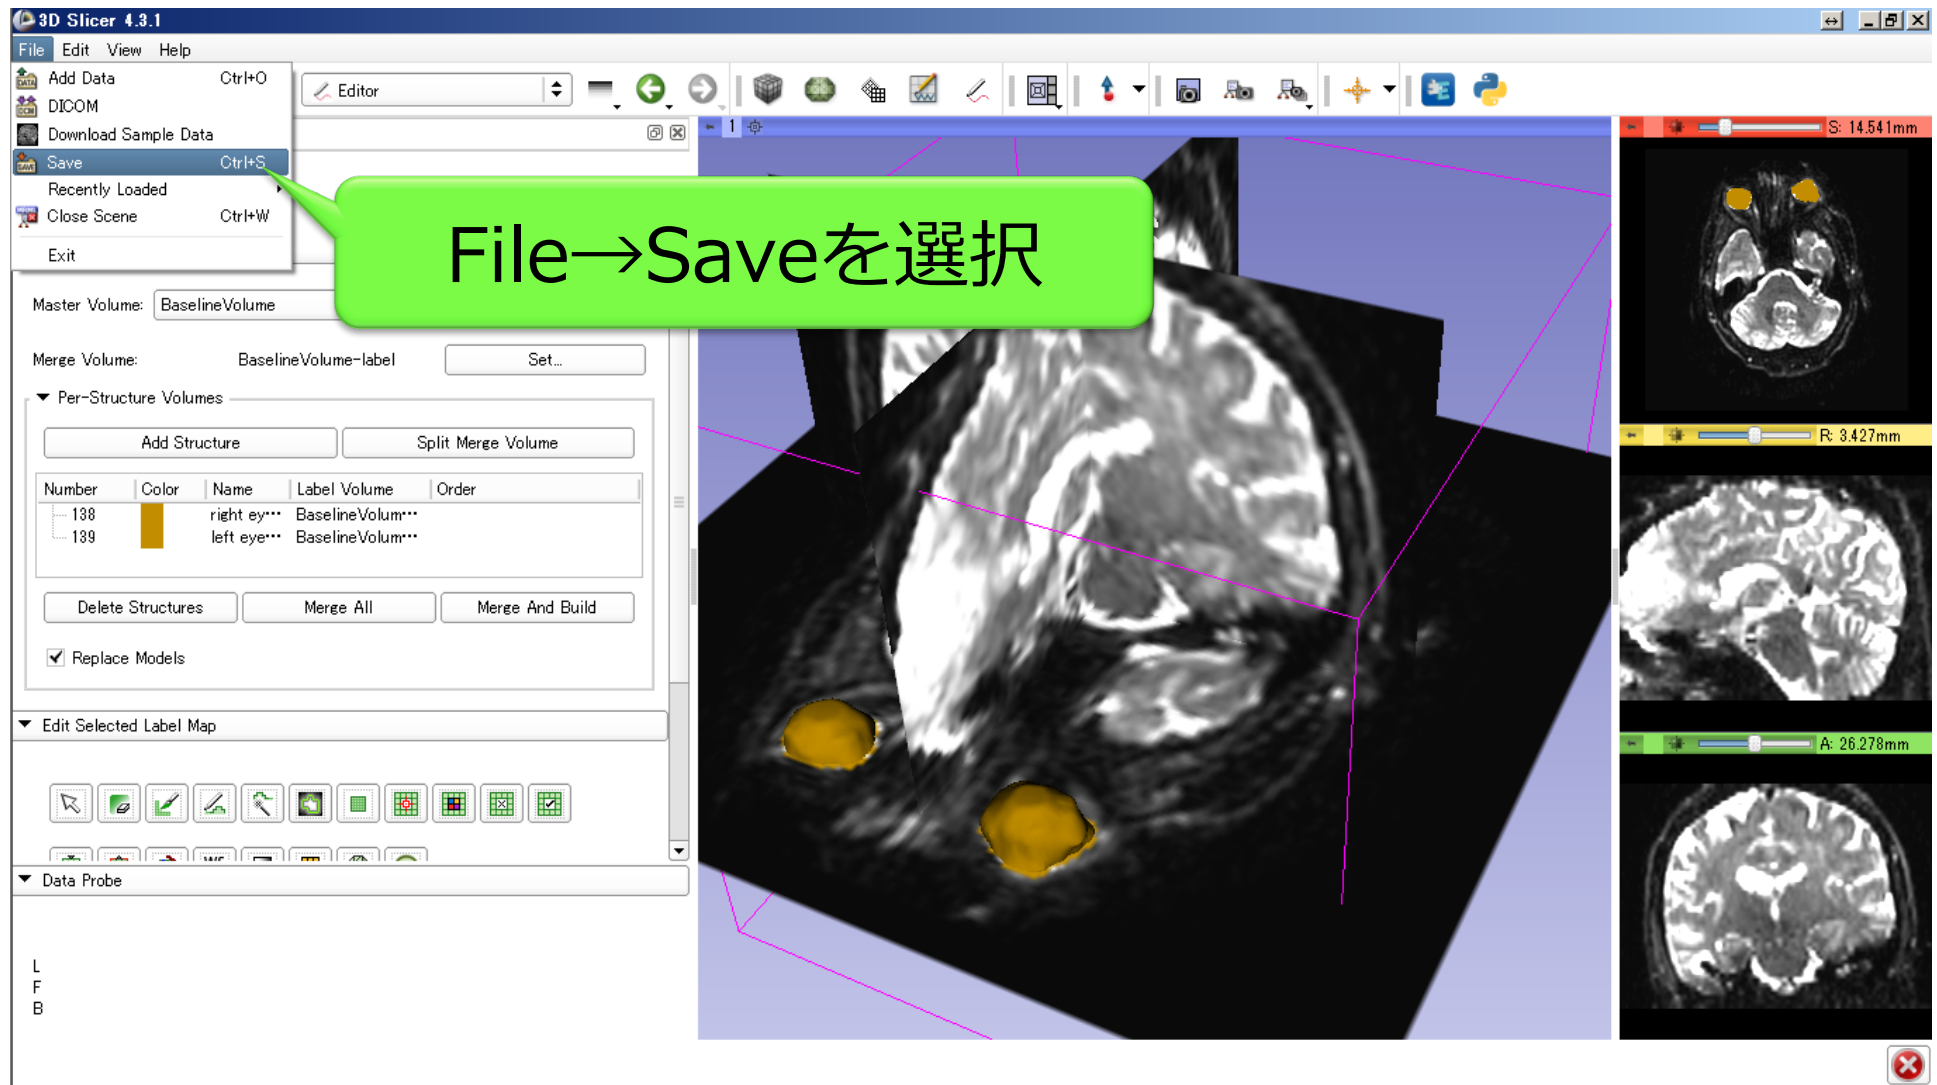 3D Slicer 4.3.1
File Edit View Help
Add Data Ctrl+O
DICOM
Download Sample Data
Save Ctrl+S
Recently Loaded
Close Scene Ctrl+W
Exit
Editor
1
File→Saveを選択
Master Volume: BaselineVolume
Merge Volume: BaselineVolume-label Set...
Per-Structure Volumes
Add Structure Split Merge Volume
Number Color Name Label Volume Order
138 right ey··· BaselineVolum···
139 left eye··· BaselineVolum···
Delete Structures Merge All Merge And Build
Replace Models
Edit Selected Label Map
Data Probe
L
F
B
S: 14.541mm
R: 3.427mm
A: 26.278mm